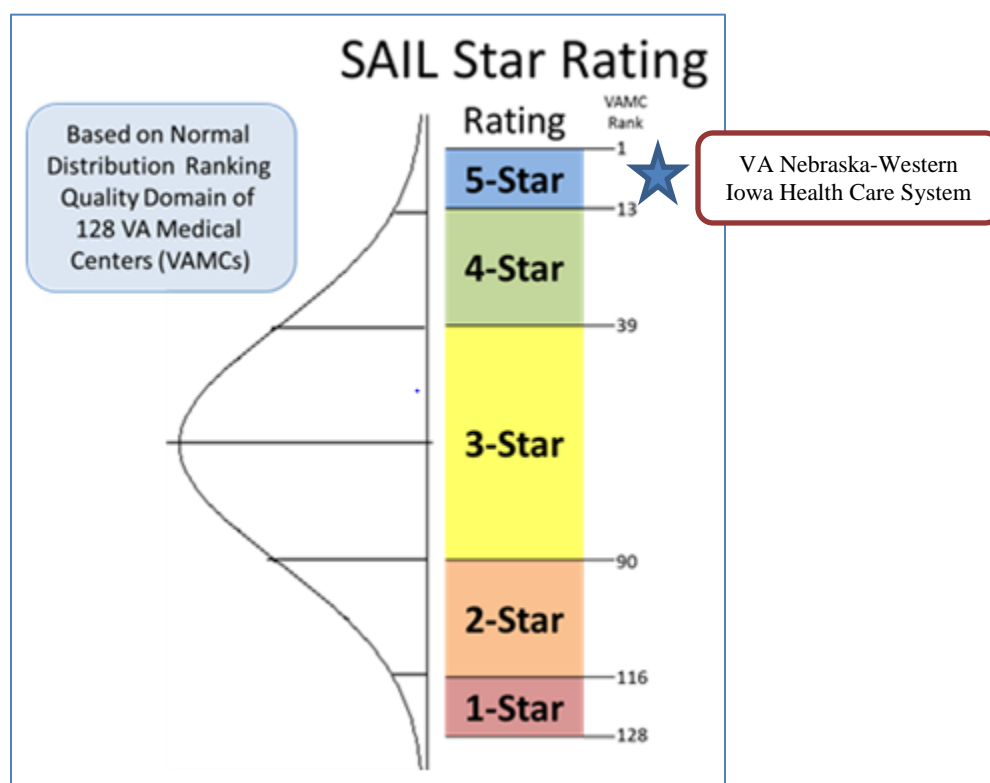 SAIL Star Rating
Based on Normal
Distribution Ranking
Quality Domain of
128 VA Medical
Centers (VAMCs)
Rating
VAMC
Rank
1
5-Star
VA Nebraska-Western
Iowa Health Care System
13
4-Star
39
3-Star
90
2-Star
116
1-Star
128